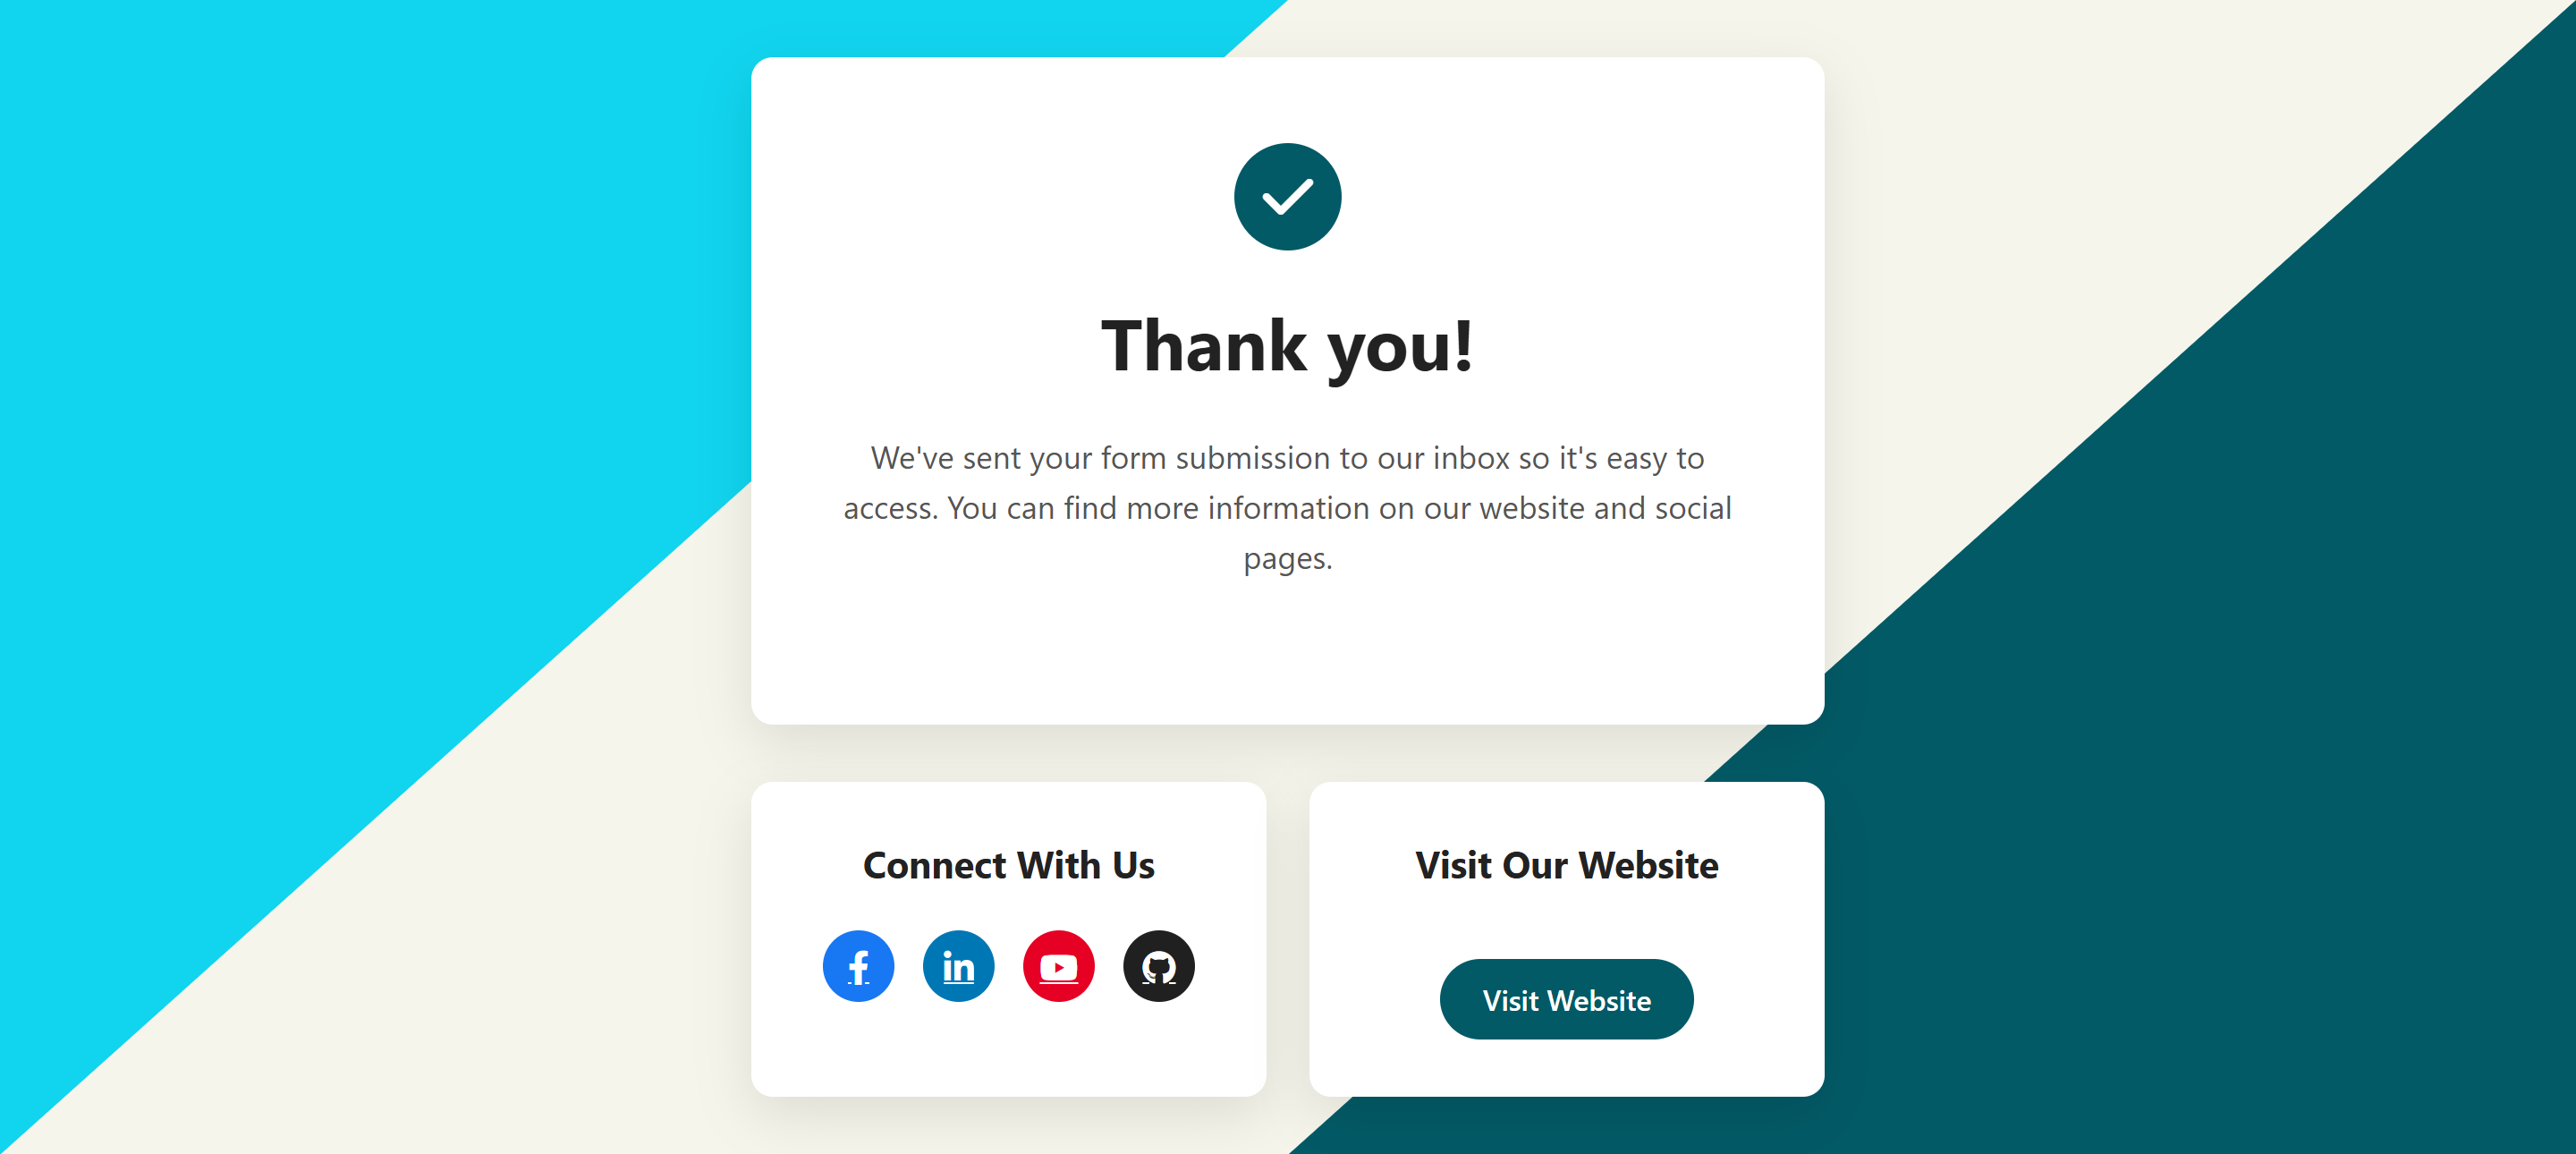 Thank you!
We've sent your form submission to our inbox so it's easy to
access. You can find more information on our website and social
pages.
Connect With Us
Visit Our Website
Visit Website